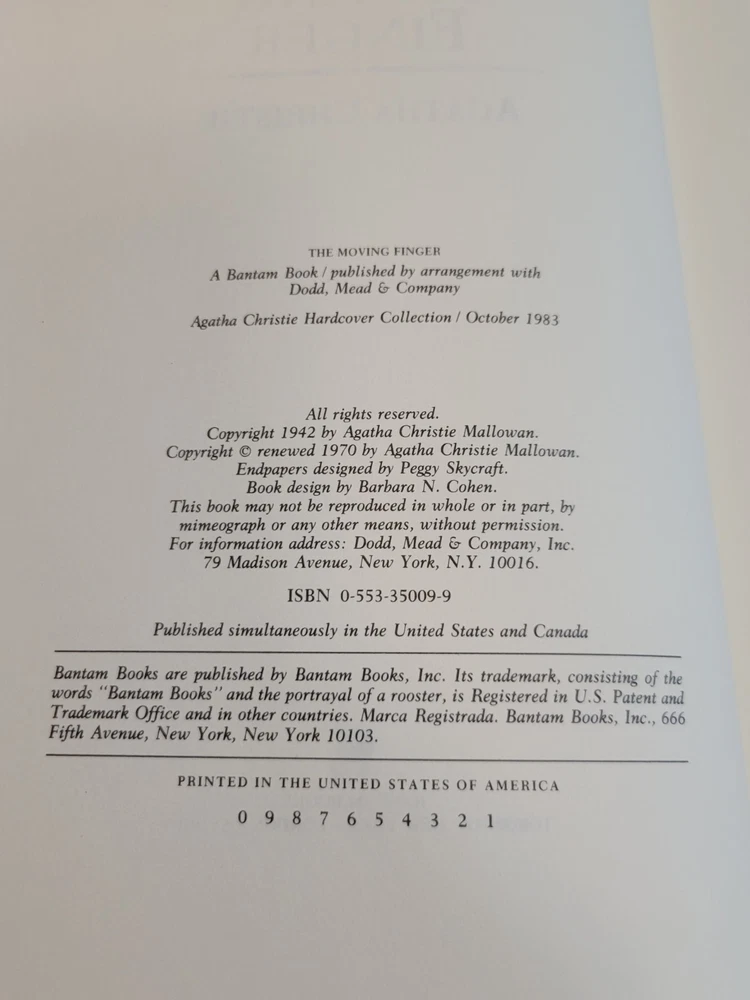 THE MOVING FINGER
A Bantam Book / published by arrangement with
Dodd, Mead & Company
Agatha Christie Hardcover Collection / October 1983
All rights reserved.
Copyright 1942 by Agatha Christie Mallowan.
Copyright © renewed 1970 by Agatha Christie Mallowan.
Endpapers designed by Peggy Skycraft.
Book design by Barbara N. Cohen.
This book may not be reproduced in whole or in part, by
mimeograph or any other means, without permission.
For information address: Dodd, Mead & Company, Inc.
79 Madison Avenue, New York, N.Y. 10016.
ISBN 0-553-35009-9
Published simultaneously in the United States and Canada
Bantam Books are published by Bantam Books, Inc. Its trademark, consisting of the
words "Bantam Books" and the portrayal of a rooster, is Registered in U.S. Patent and
Trademark Office and in other countries. Marca Registrada. Bantam Books, Inc., 666
Fifth Avenue, New York, New York 10103.
PRINTED IN THE UNITED STATES OF AMERICA
0 9 8 7 6 5 4 3 2 1